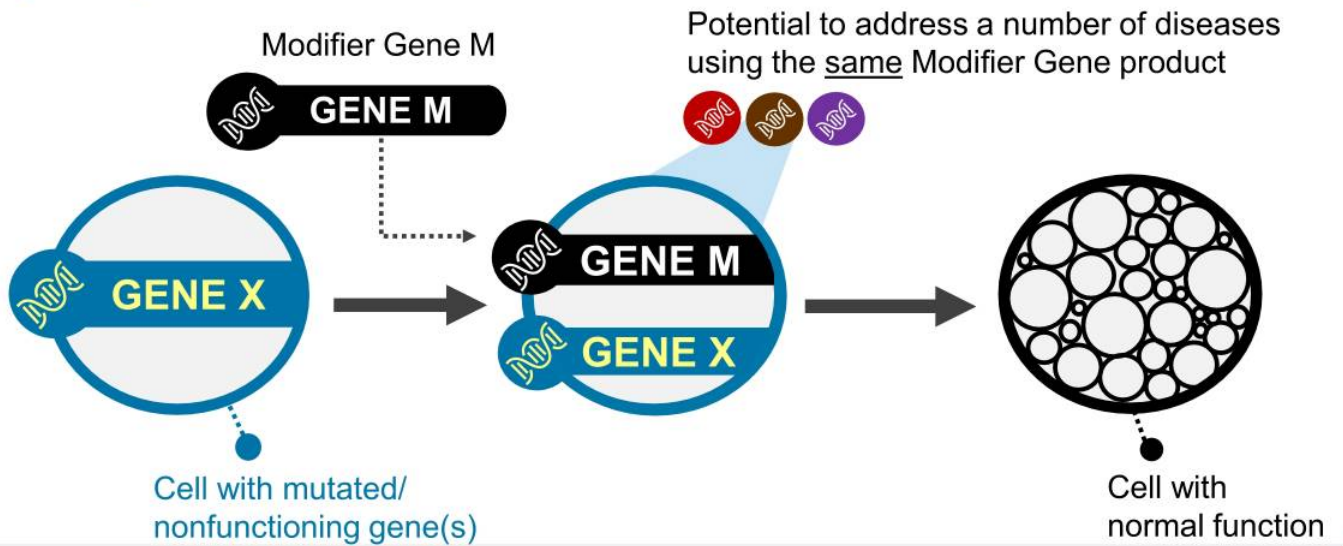 Modifier Gene M
Potential to address a number of diseases
using the same Modifier Gene product
GENE M
GENE X
GENE M
GENE X
Cell with mutated/
nonfunctioning gene(s)
Cell with
normal function